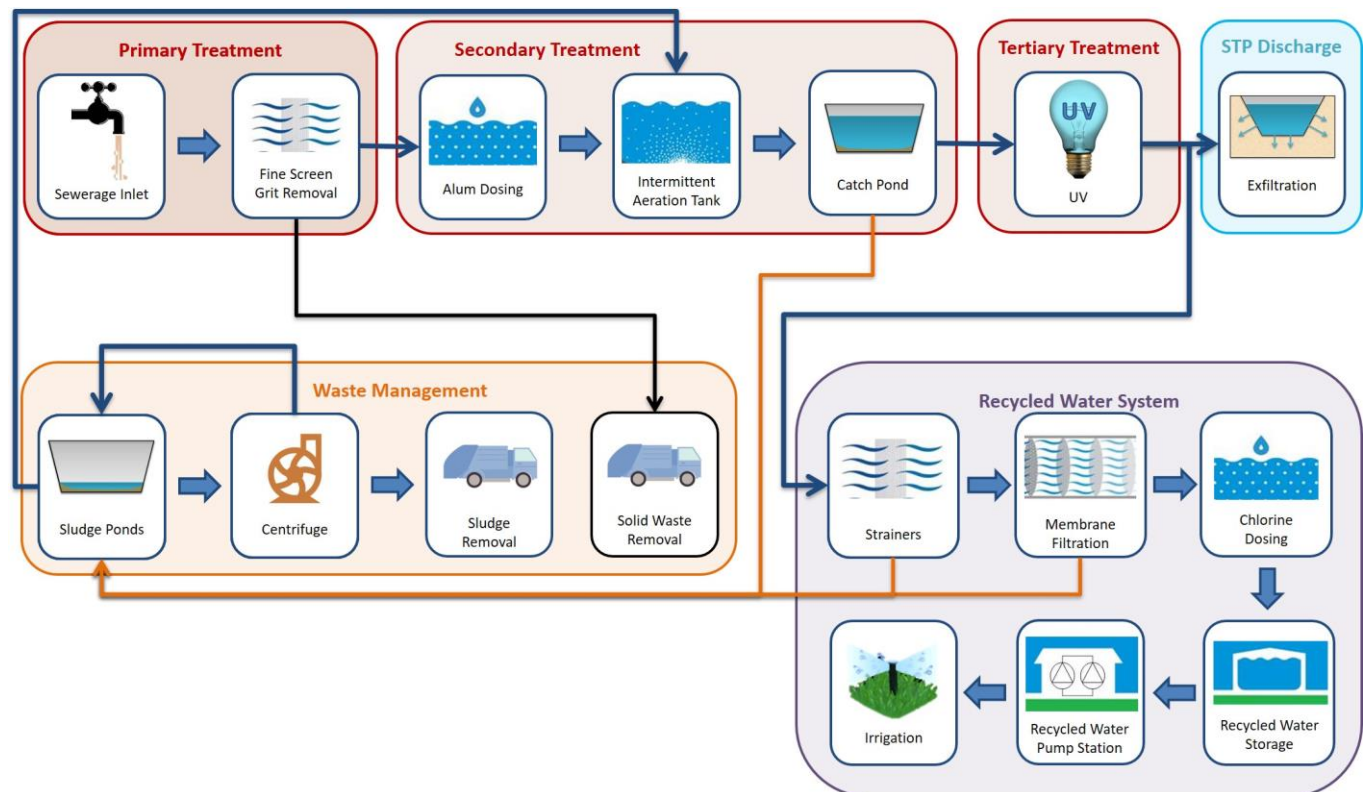 Primary Treatment
Secondary Treatment
Tertiary Treatment
STP Discharge
Sewerage Inlet
Fine Screen
Grit Removal
Alum Dosing
Intermittent
Aeration Tank
Catch Pond
UV
UV
Exfiltration
Waste Management
Sludge Ponds
Centrifuge
Sludge
Removal
Solid Waste
Removal
Recycled Water System
Strainers
Membrane
Filtration
Chlorine
Dosing
Irrigation
Recycled Water
Pump Station
Recycled Water
Storage